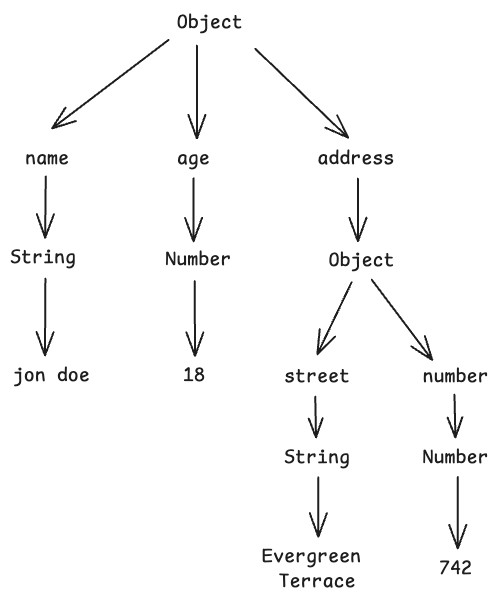 Object
name age address
String Number Object
jon doe 18 street number
String Number
Evergreen
Terrace 742